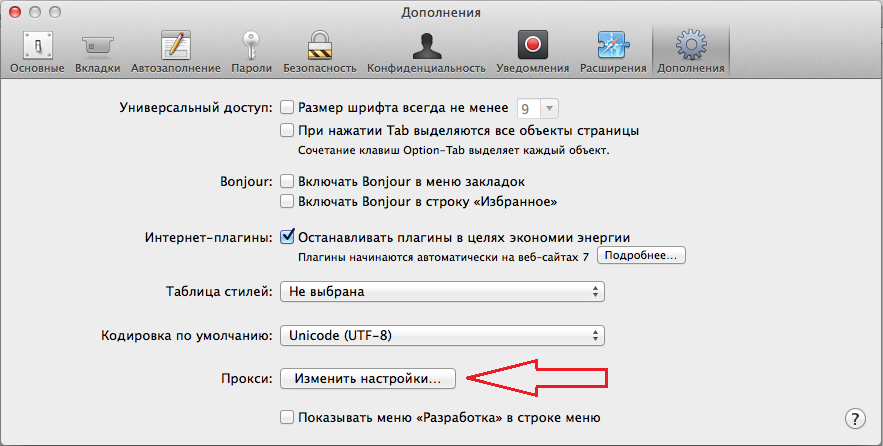 Дополнения
Основные Вкладки Автозаполнение Пароли Безопасность Конфиденциальность Уведомления Расширения Дополнения
Универсальный доступ: Размер шрифта всегда не менее 9
При нажатии Tab выделяются все объекты страницы
Сочетание клавиш Option-Tab выделяет каждый объект.
Bonjour: Включать Bonjour в меню закладок
Включать Bonjour в строку «Избранное»
Интернет-плагины: Останавливать плагины в целях экономии энергии
Плагины начинаются автоматически на веб-сайтах 7 Подробнее...
Таблица стилей: Не выбрана
Кодировка по умолчанию: Unicode (UTF-8)
Прокси: Изменить настройки...
Показывать меню «Разработка» в строке меню ?